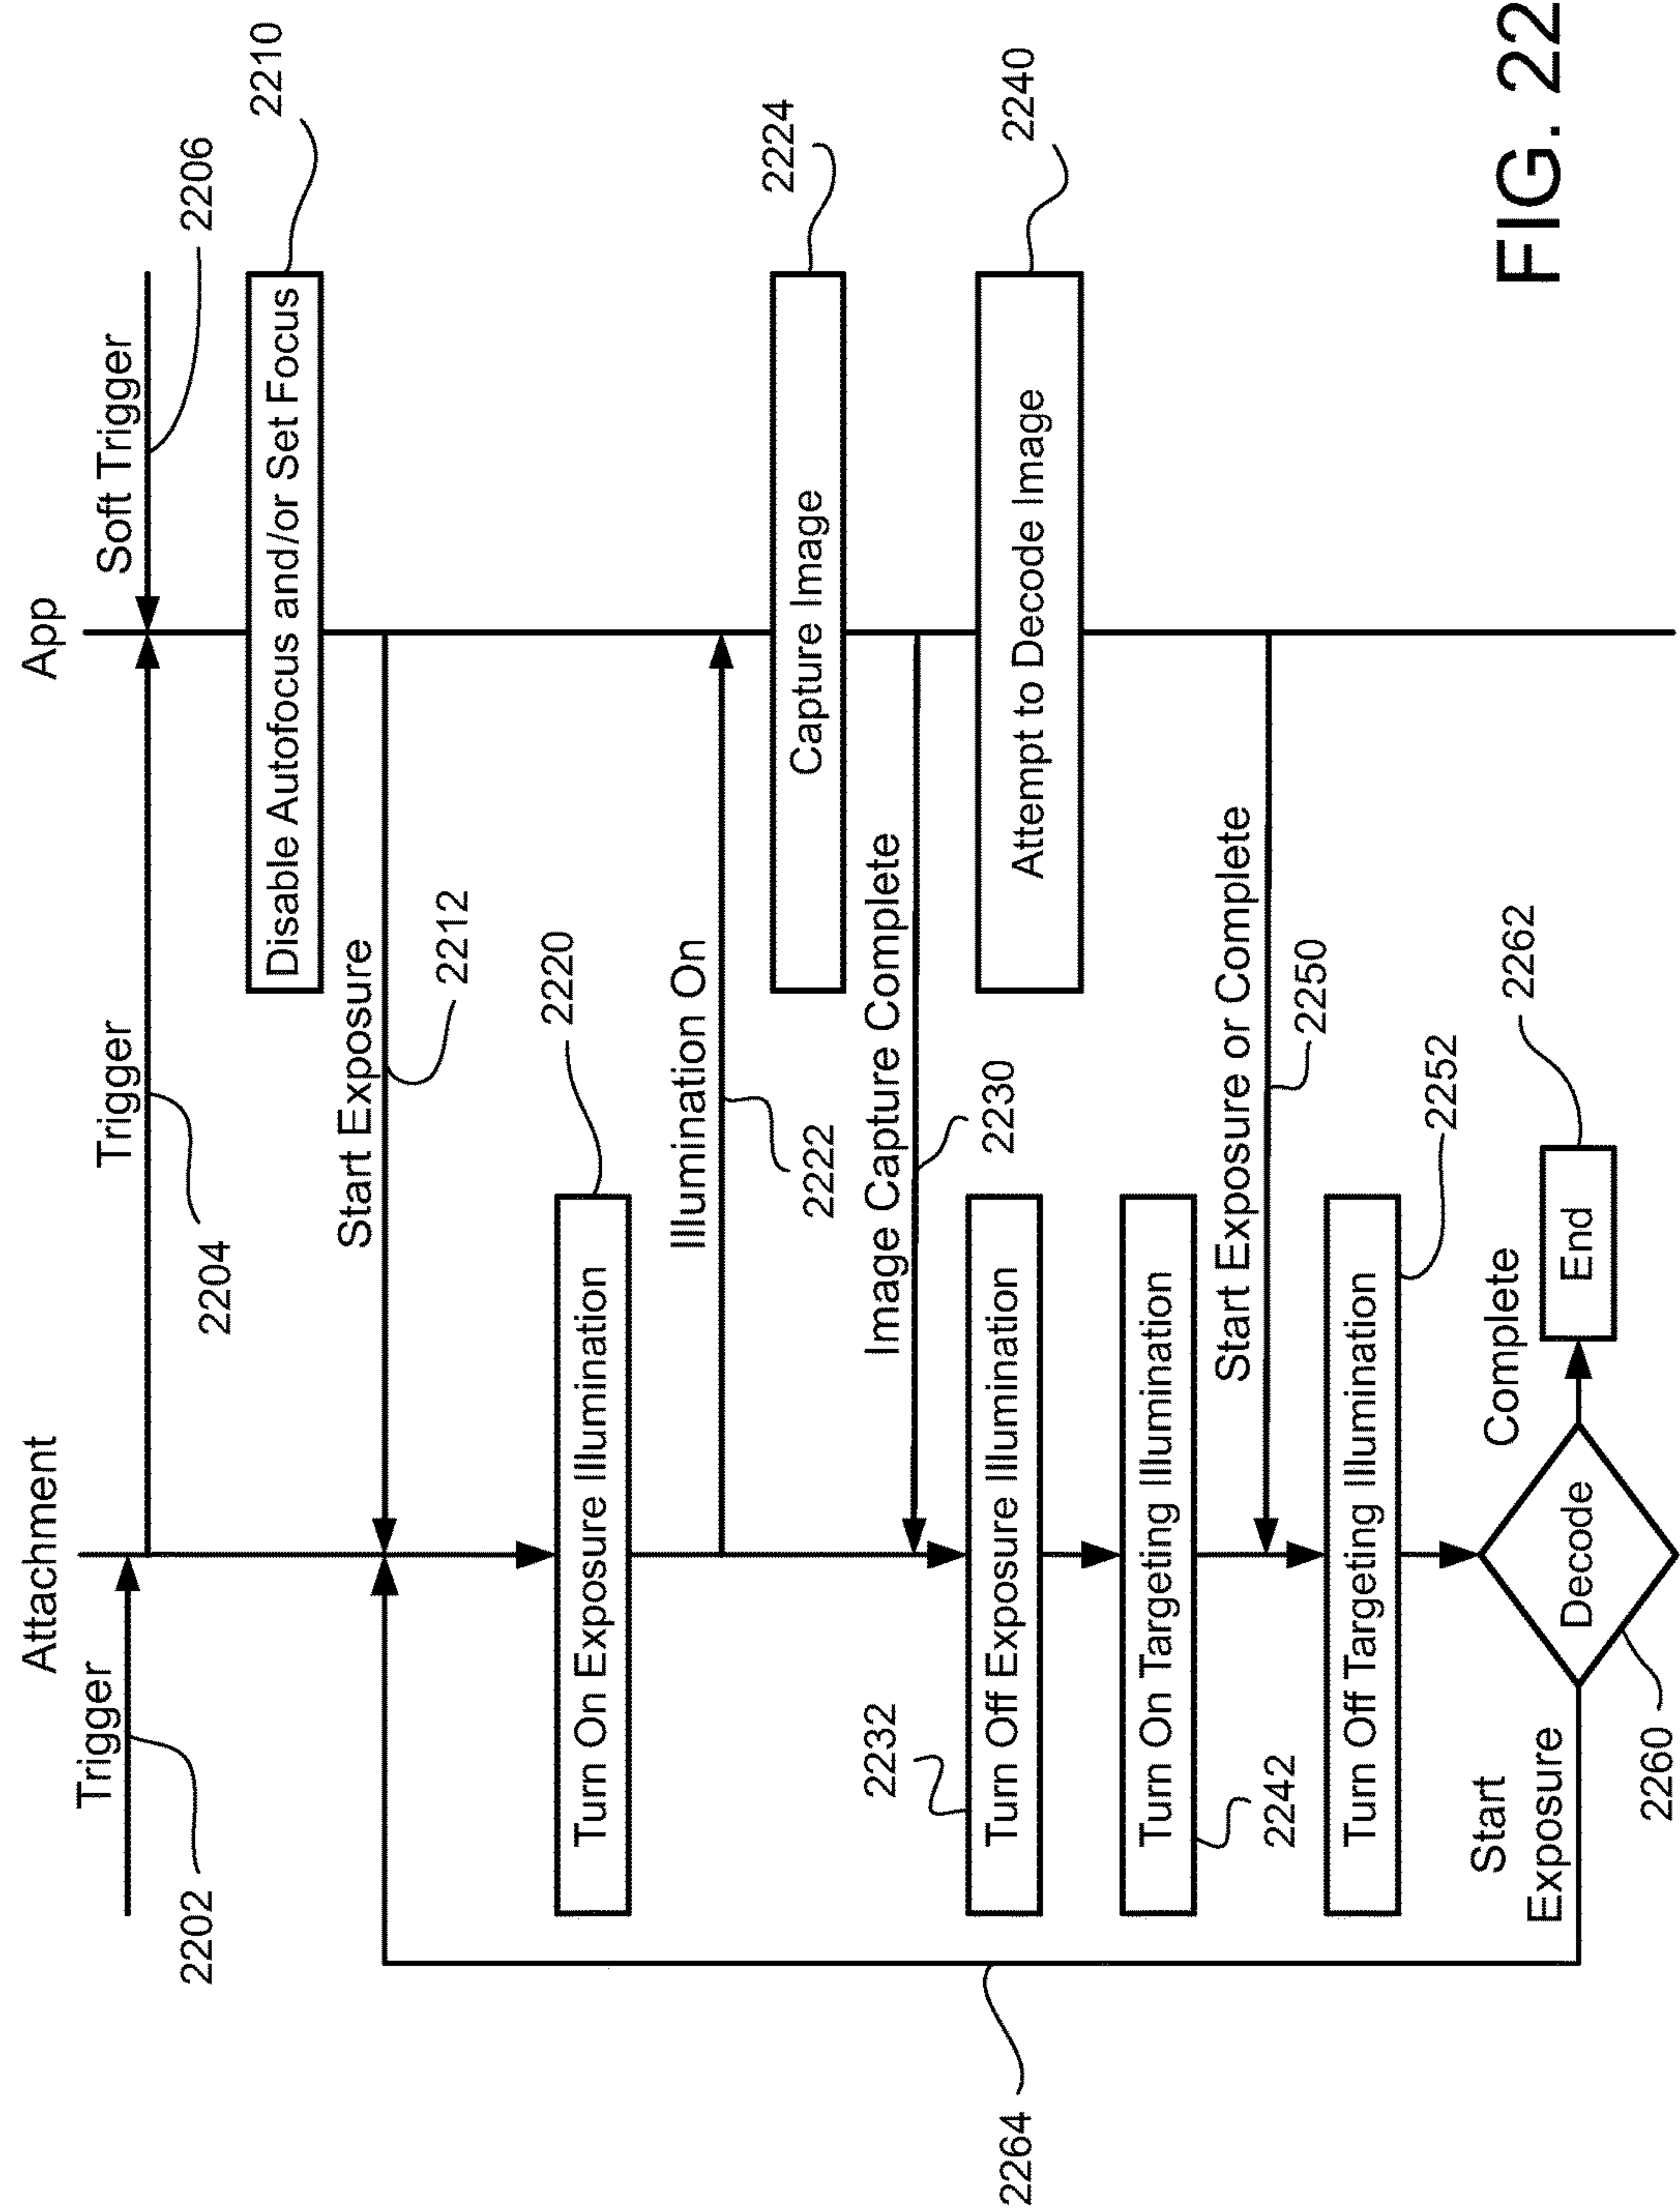 Attachment
App
Trigger
Trigger
Soft Trigger
2202
2204
2206
Disable Autofocus and/or Set Focus
2210
Start Exposure
2212
Turn On Exposure Illumination
2220
Illumination On
2222
Capture Image
2224
Image Capture Complete
2230
2232
Turn Off Exposure Illumination
Attempt to Decode Image
2240
Turn On Targeting Illumination
2242
Start Exposure or Complete
2250
Turn Off Targeting Illumination
2252
Start
Exposure
Decode
Complete
End
2262
2260
2264
FIG. 22